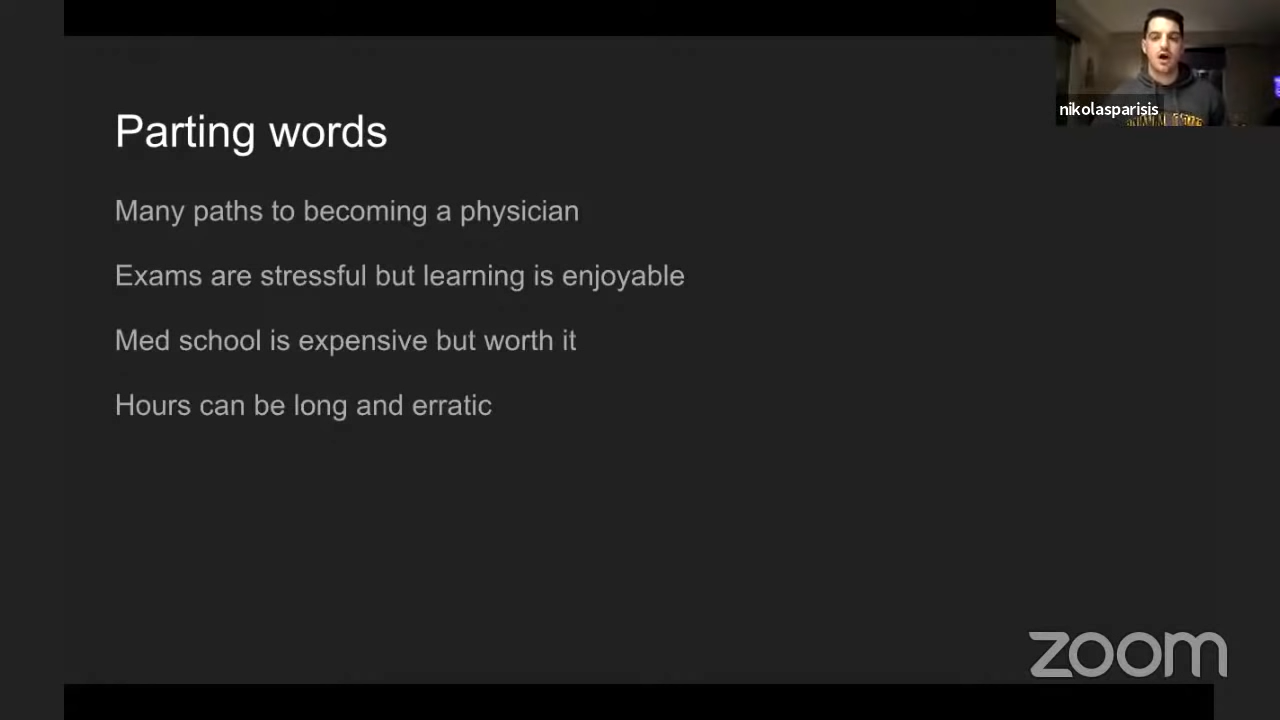 Parting words
nikolasparisis
Many paths to becoming a physician
Exams are stressful but learning is enjoyable
Med school is expensive but worth it
Hours can be long and erratic
zoom